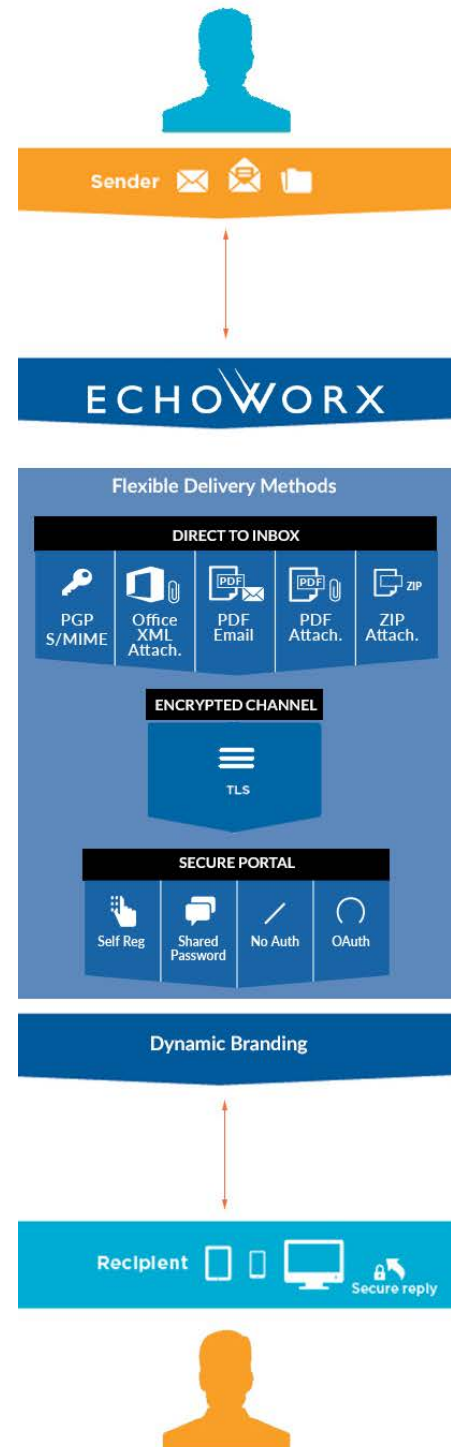 Sender
ECHOWORX
Flexible Delivery Methods
DIRECT TO INBOX
PGP
S/MIME
Office
XML
Attach.
PDF
PDF
Email
PDF
PDF
Attach.
ZIP
ZIP
Attach.
ENCRYPTED CHANNEL
TLS
SECURE PORTAL
Self Reg
Shared
Password
No Auth
OAuth
Dynamic Branding
Recipient
Secure reply